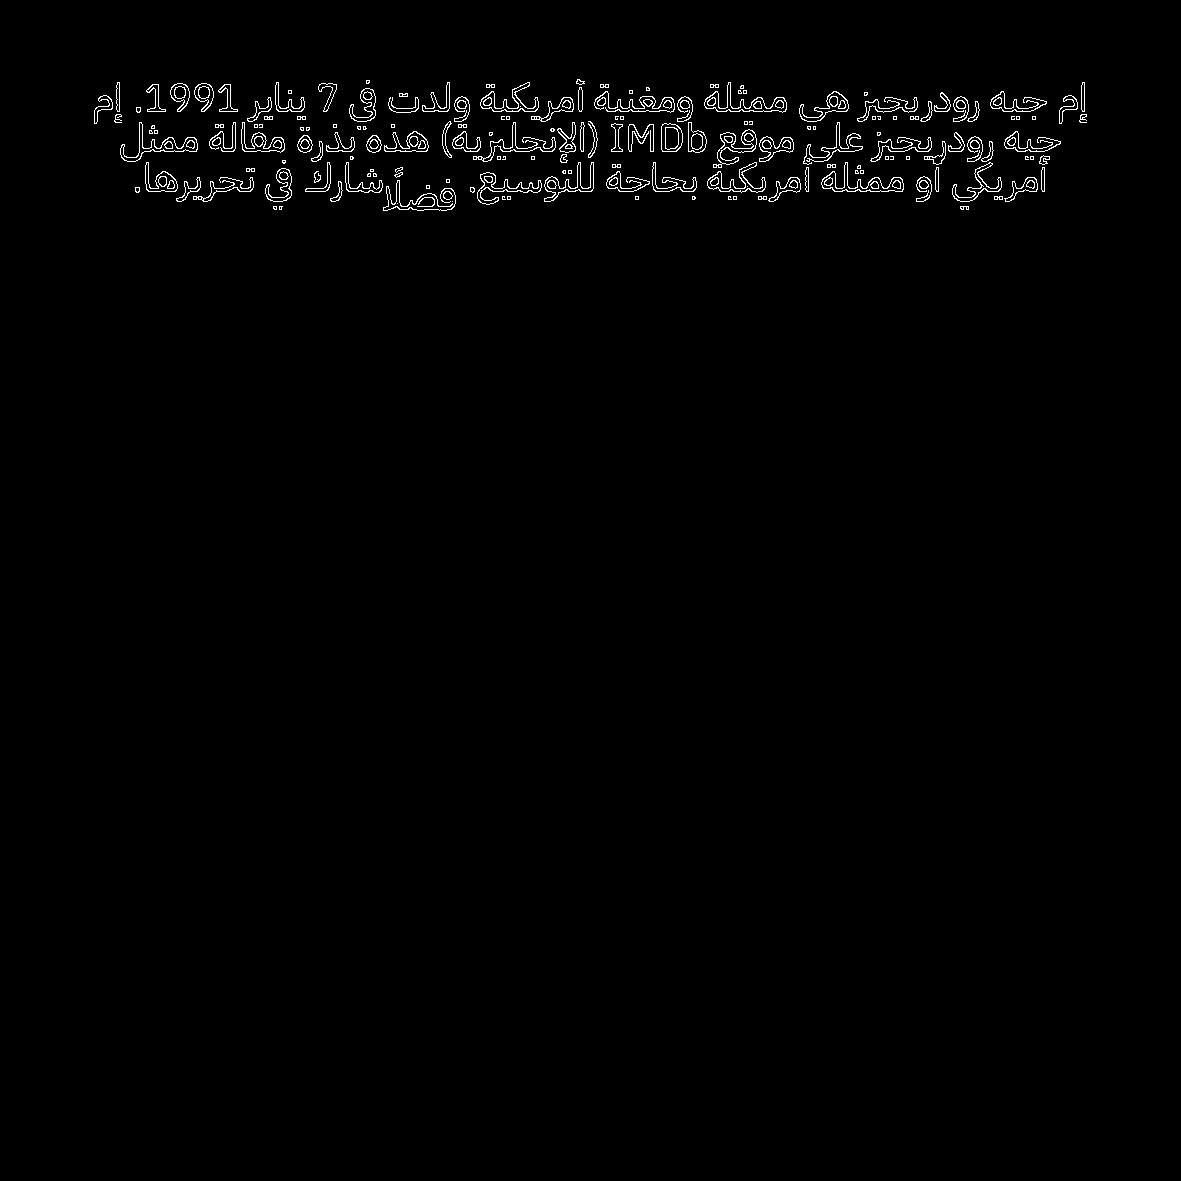 إم جيه رودريجيز هي ممثلة ومغنية أمريكية ولدت في 7 يناير 1991. إم
جيه رودريجيز على موقع IMDb (الإنجليزية) هذه بذرة مقالة ممثل
أمريكي أو ممثلة أمريكية بحاجة للتوسيع. فضلًا شارك في تحريرها.